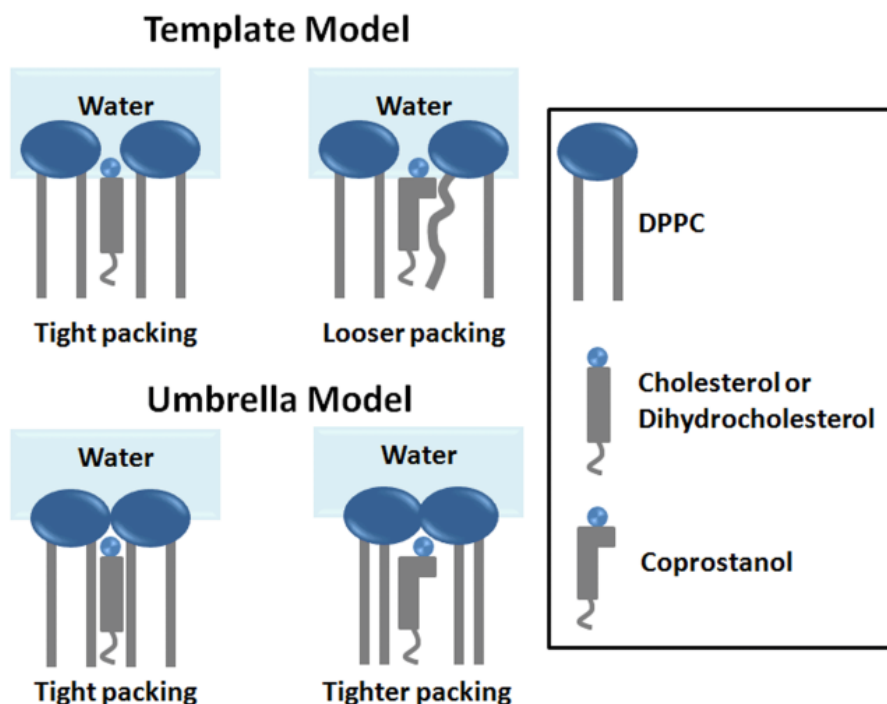 Template Model
Water
Water
Tight packing
Looser packing
Umbrella Model
Water
Water
Tight packing
Tighter packing
DPPC
Cholesterol or
Dihydrocholesterol
Coprostanol